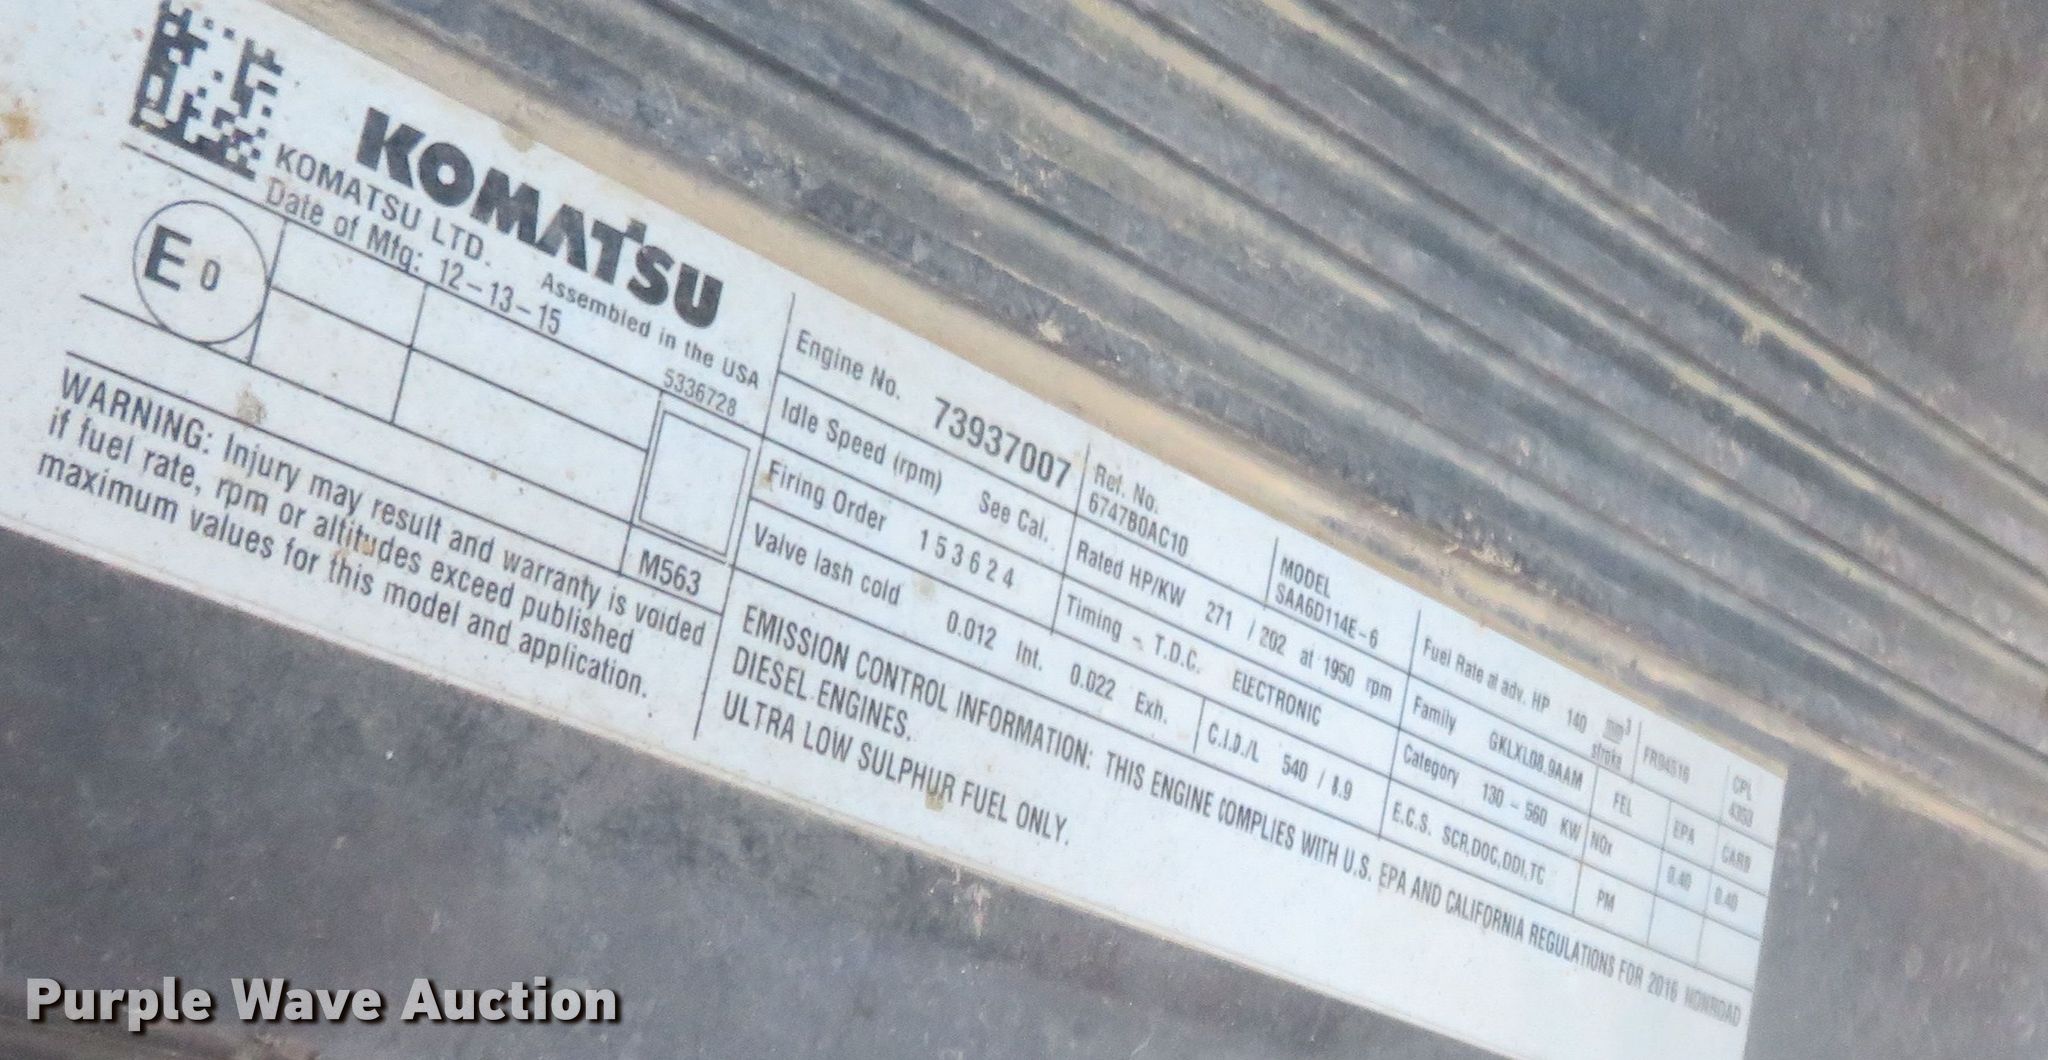 KOMATSU
KOMATSU LTD. Assembled in the USA
Date of Mfg: 12-13-15 5336728
E 0
M563
WARNING: Injury may result and warranty is voided
if fuel rate, rpm or altitudes exceed published
maximum values for this model and application.
Engine No. 73937007
Ref. No.
6747B0AC10
MODEL
SAA6D114E-6
Fuel Rate at adv. HP 140 mm³
stroke
CPL
Idle Speed (rpm) See Cal.
Rated HP/KW 271 / 202 at 1950 rpm
Family GKLXL08.9AAM
FEL EPA CARB
Firing Order 1 5 3 6 2 4
Timing - T.D.C. ELECTRONIC
Category 130 - 560 KW
NOx 0.40 0.40
Valve lash cold 0.012 Int. 0.022 Exh.
C.I.D./L 540 / 8.9
E.C.S. SCR,DOC,DDI,TC
PM
EMISSION CONTROL INFORMATION: THIS ENGINE COMPLIES WITH U.S. EPA AND CALIFORNIA REGULATIONS FOR 2016 NONROAD
DIESEL ENGINES.
ULTRA LOW SULPHUR FUEL ONLY.
Purple Wave Auction